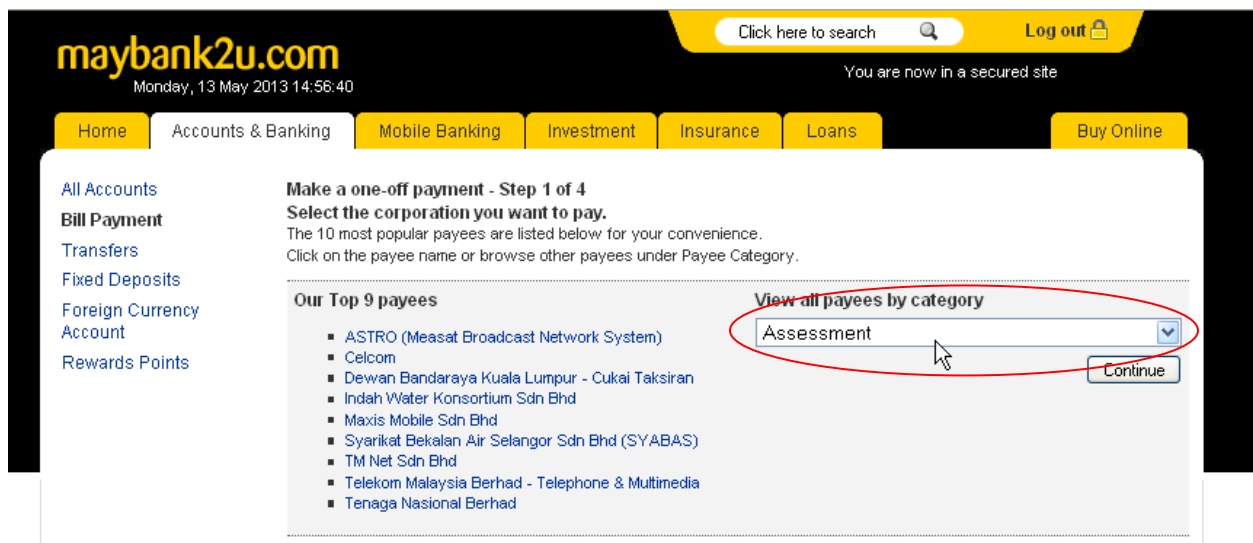 Click here to search
Log out
maybank2u.com
Monday, 13 May 2013 14:56:40
You are now in a secured site
Home
Accounts & Banking
Mobile Banking
Investment
Insurance
Loans
Buy Online
All Accounts
Bill Payment
Transfers
Fixed Deposits
Foreign Currency
Account
Rewards Points
Make a one-off payment - Step 1 of 4
Select the corporation you want to pay.
The 10 most popular payees are listed below for your convenience.
Click on the payee name or browse other payees under Payee Category.
Our Top 9 payees
ASTRO (Measat Broadcast Network System)
Celcom
Dewan Bandaraya Kuala Lumpur - Cukai Taksiran
Indah Water Konsortium Sdn Bhd
Maxis Mobile Sdn Bhd
Syarikat Bekalan Air Selangor Sdn Bhd (SYABAS)
TM Net Sdn Bhd
Telekom Malaysia Berhad - Telephone & Multimedia
Tenaga Nasional Berhad
View all payees by category
Assessment
Continue